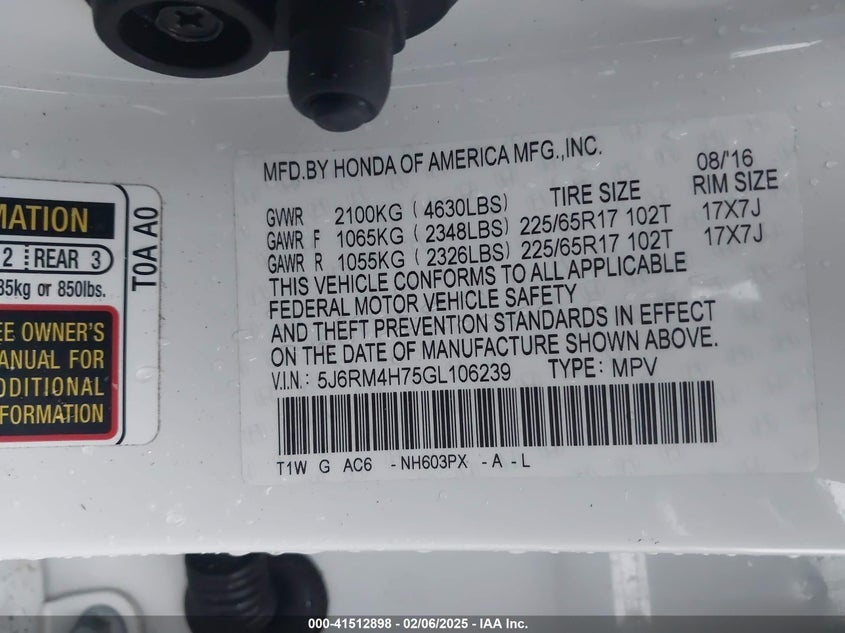 MFD.BY HONDA OF AMERICA MFG.,INC. 08/'16
GVWR 2100KG ( 4630LBS) TIRE SIZE RIM SIZE
GAWR F 1065KG ( 2348LBS) 225/65R17 102T 17X7J
GAWR R 1055KG ( 2326LBS) 225/65R17 102T 17X7J
THIS VEHICLE CONFORMS TO ALL APPLICABLE
FEDERAL MOTOR VEHICLE SAFETY
AND THEFT PREVENTION STANDARDS IN EFFECT
ON THE DATE OF MANUFACTURE SHOWN ABOVE.
V.I.N.: 5J6RM4H75GL106239 TYPE: MPV
T1W G AC6 -NH603PX -A -L
MATION
2 REAR 3
35kg or 850lbs.
EE OWNER'S
ANUAL FOR
DDITIONAL
FORMATION
T0A A0
000-41512898 - 02/06/2025 - IAA Inc.